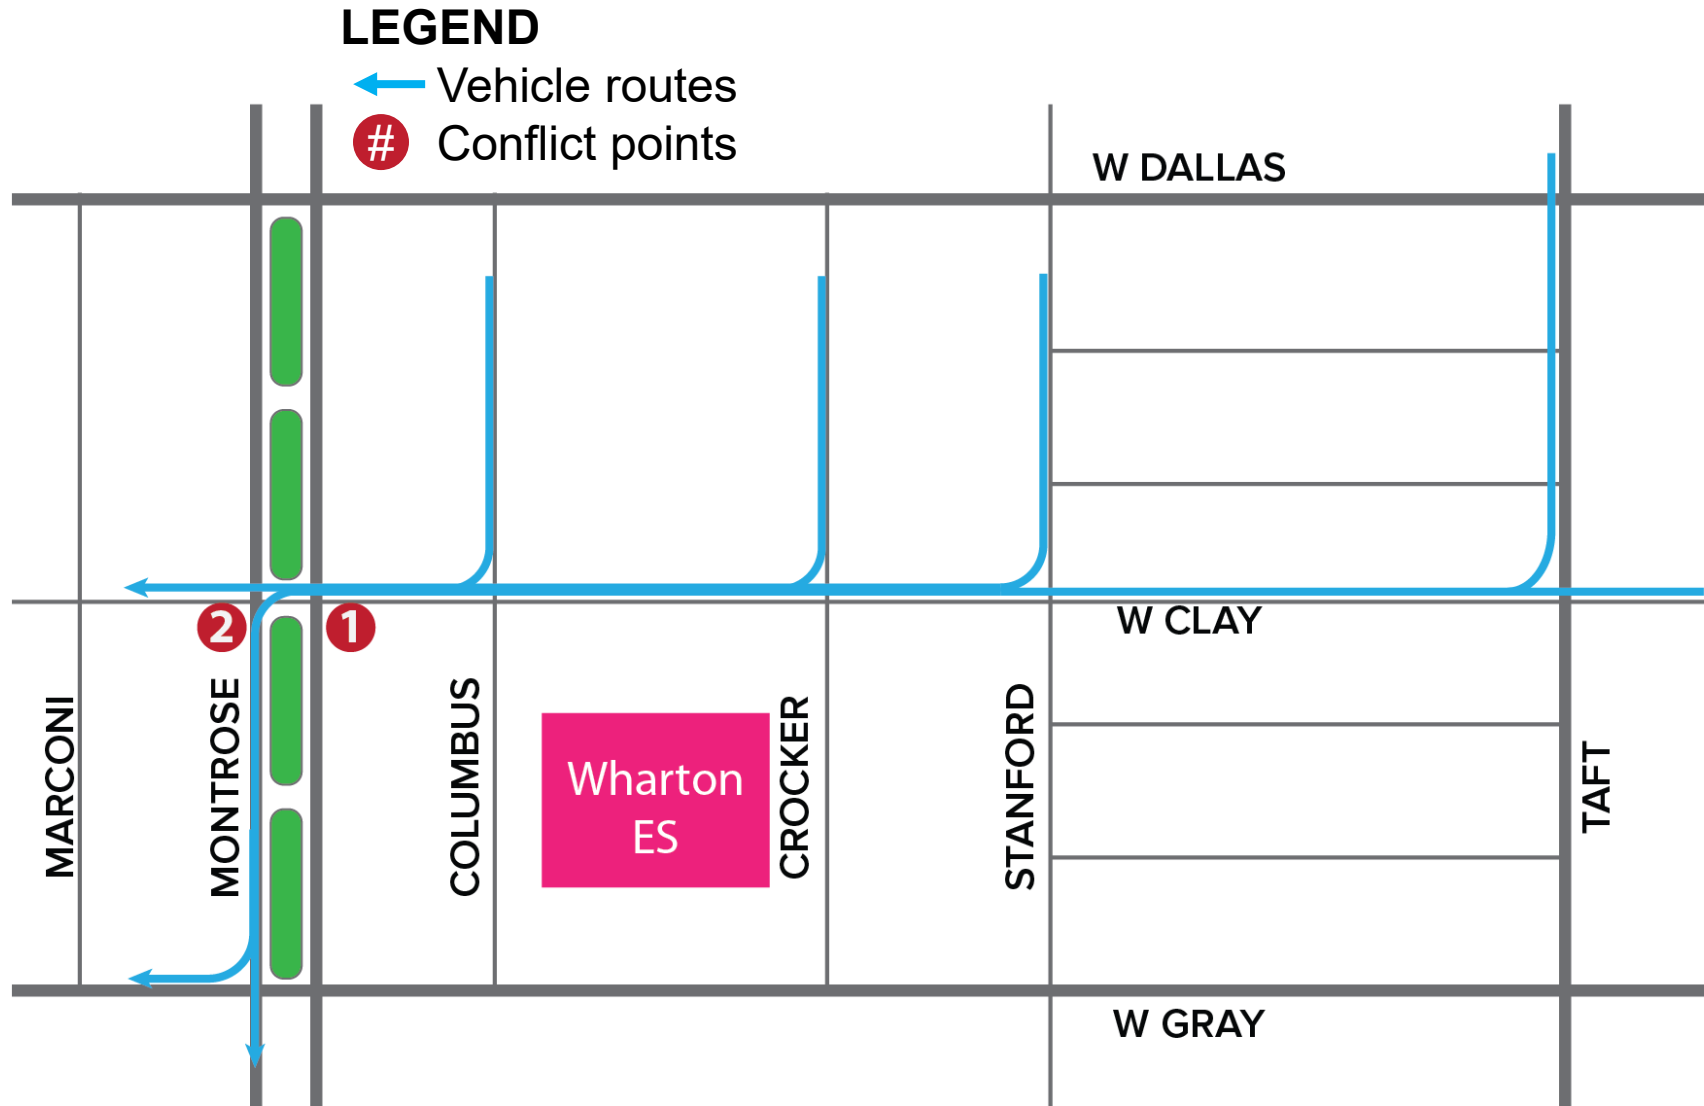 LEGEND
Vehicle routes
# Conflict points
W DALLAS
W CLAY
2
1
MARCONI
MONTROSE
COLUMBUS
Wharton
ES
CROCKER
STANFORD
TAFT
W GRAY